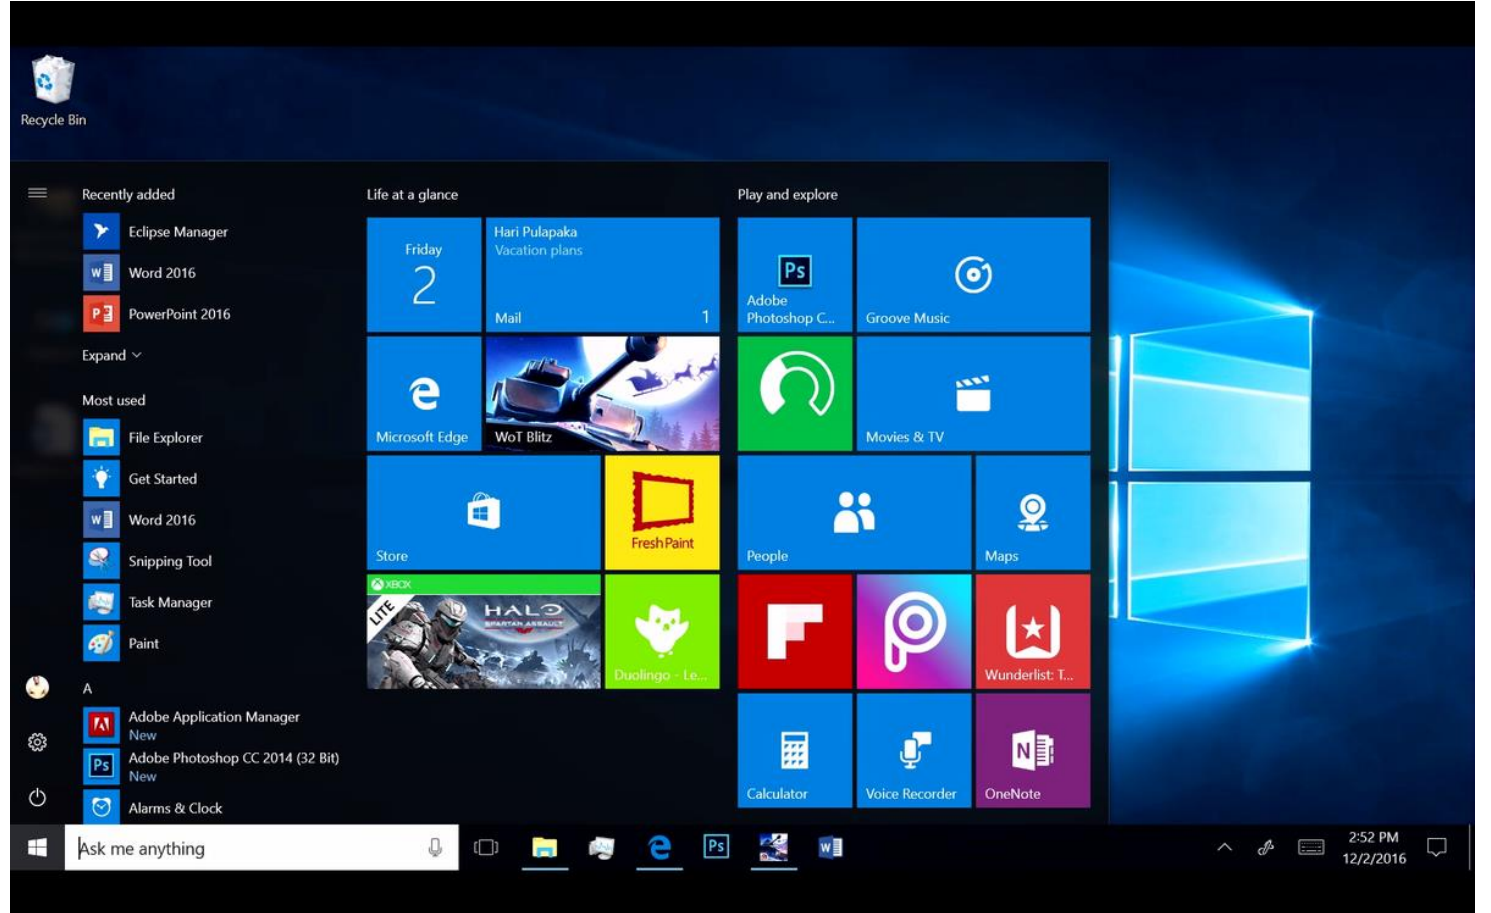 Recycle Bin
Recently added
Eclipse Manager
Word 2016
PowerPoint 2016
Expand
Most used
File Explorer
Get Started
Word 2016
Snipping Tool
Task Manager
Paint
A
Adobe Application Manager
New
Adobe Photoshop CC 2014 (32 Bit)
New
Alarms & Clock
Life at a glance
Friday
2
Hari Pulapaka
Vacation plans
Mail 1
Microsoft Edge
WoT Blitz
Store
Fresh Paint
XBOX
LITE
HALO
SPARTAN ASSAULT
Duolingo - Le...
Play and explore
Ps
Adobe
Photoshop C...
Groove Music
Movies & TV
People
Maps
Wunderlist: T...
Calculator
Voice Recorder
N
OneNote
Ask me anything
Ps
2:52 PM
12/2/2016